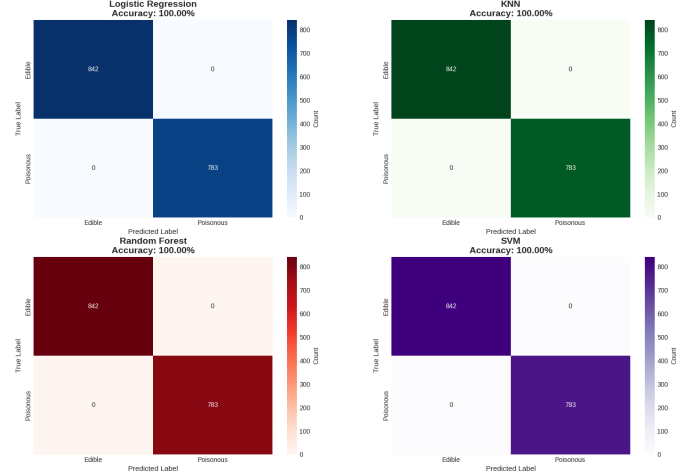 Logistic Regression
Accuracy: 100.00%
Edible
Poisonous
True Label
842
0
0
783
Edible
Poisonous
Predicted Label
800
700
600
500
400
300
200
100
0
Count
KNN
Accuracy: 100.00%
Edible
Poisonous
True Label
842
0
0
783
Edible
Poisonous
Predicted Label
800
700
600
500
400
300
200
100
0
Count
Random Forest
Accuracy: 100.00%
Edible
Poisonous
True Label
842
0
0
783
Edible
Poisonous
Predicted Label
800
700
600
500
400
300
200
100
0
Count
SVM
Accuracy: 100.00%
Edible
Poisonous
True Label
842
0
0
783
Edible
Poisonous
Predicted Label
800
700
600
500
400
300
200
100
0
Count